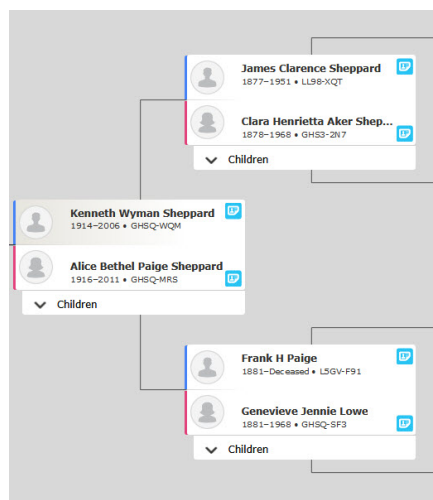 James Clarence Sheppard
1877–1951 • LL98-XQT
Clara Henrietta Aker Shep...
1878–1968 • GHS3-2N7
Children
Kenneth Wyman Sheppard
1914–2006 • GHSQ-WQM
Alice Bethel Paige Sheppard
1916–2011 • GHSQ-MRS
Children
Frank H Paige
1881–Deceased • L5GV-F91
Genevieve Jennie Lowe
1881–1968 • GHSQ-SF3
Children